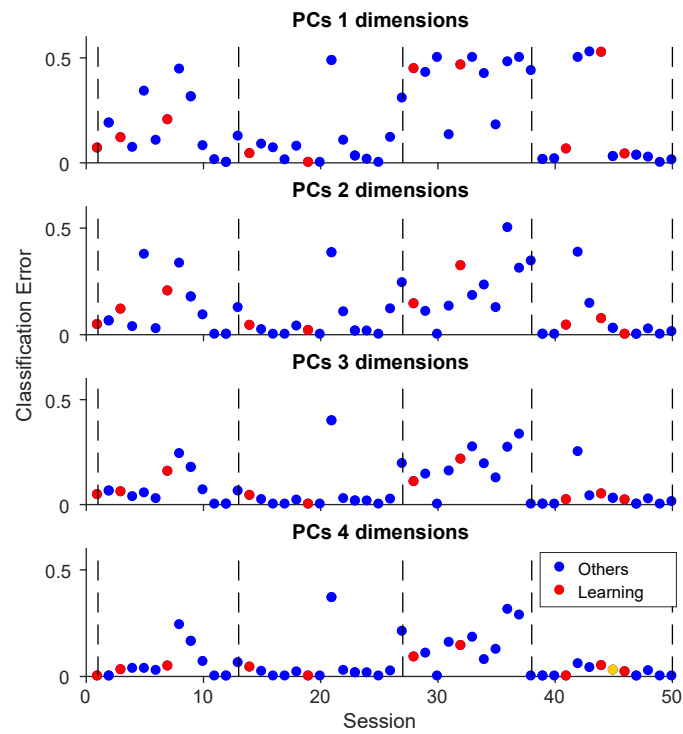 PCs 1 dimensions
0.5
0
PCs 2 dimensions
0.5
0
Classification Error
PCs 3 dimensions
0.5
0
PCs 4 dimensions
0.5
0
Others
Learning
0 10 20 30 40 50
Session